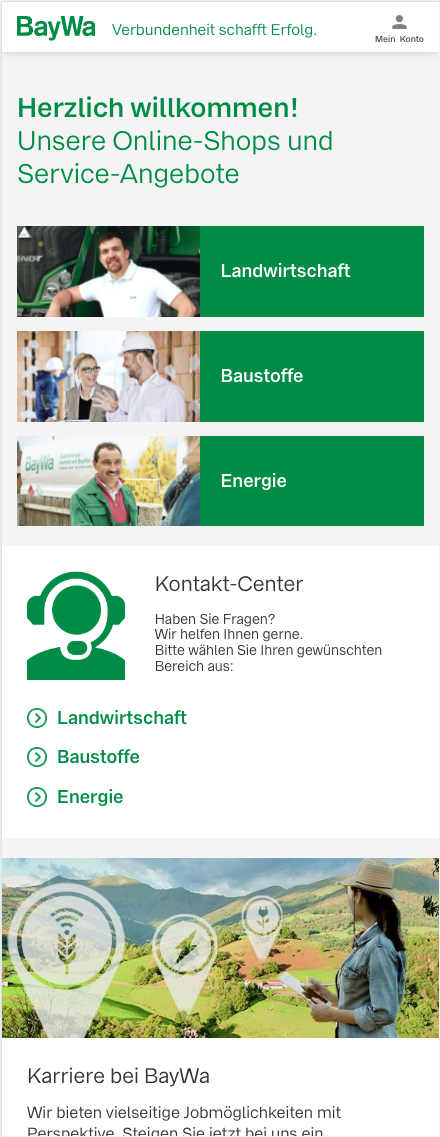 BayWa
Verbundenheit schafft Erfolg.
Mein Konto
Herzlich willkommen!
Unsere Online-Shops und
Service-Angebote
Landwirtschaft
Baustoffe
BayWa
Energie
Kontakt-Center
Haben Sie Fragen?
Wir helfen Ihnen gerne.
Bitte wählen Sie Ihren gewünschten
Bereich aus:
Landwirtschaft
Baustoffe
Energie
Karriere bei BayWa
Wir bieten vielseitige Jobmöglichkeiten mit
Perspektive. Steigen Sie jetzt bei uns ein